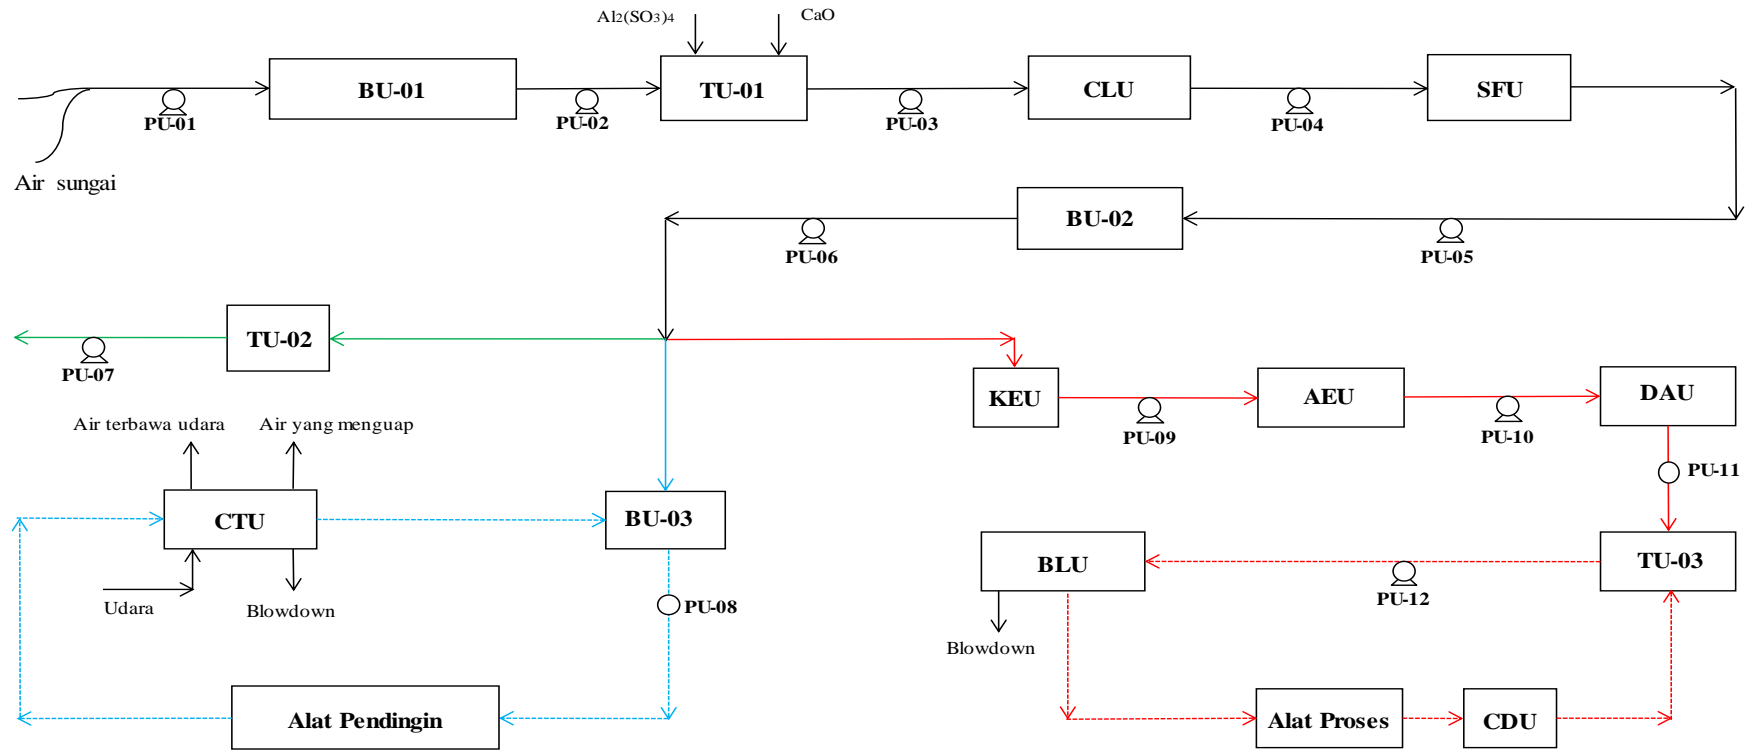 Al₂(SO₃)₄
CaO
BU-01
TU-01
CLU
SFU
PU-01
PU-02
PU-03
PU-04
Air sungai
BU-02
PU-06
PU-05
TU-02
PU-07
KEU
AEU
DAU
PU-09
PU-10
PU-11
Air terbawa udara
Air yang menguap
CTU
BU-03
Udara
Blowdown
PU-08
BLU
TU-03
PU-12
Blowdown
Alat Pendingin
Alat Proses
CDU